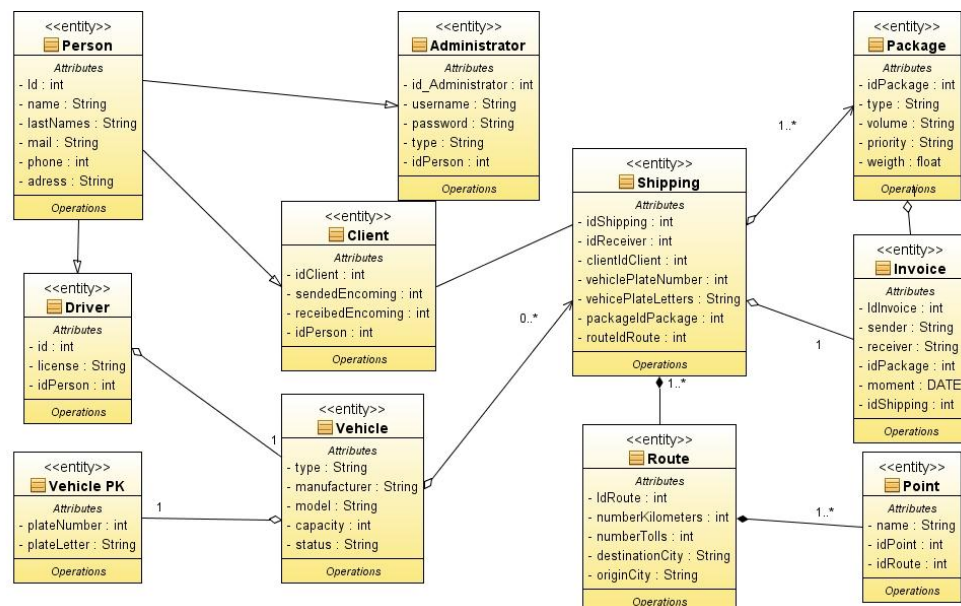 <<entity>>
Person
Attributes
- Id : int
- name : String
- lastNames : String
- mail : String
- phone : int
- adress : String
Operations
<<entity>>
Administrator
Attributes
- id_Administrator : int
- username : String
- password : String
- type : String
- idPerson : int
Operations
<<entity>>
Package
Attributes
- idPackage : int
- type : String
- volume : String
- priority : String
- weigth : float
Operations
1
1..*
<<entity>>
Shipping
Attributes
- idShipping : int
- idReceiver : int
- clientIdClient : int
- vehiclePlateNumber : int
- vehicePlateLetters : String
- packageIdPackage : int
- routeIdRoute : int
Operations
1..*
<<entity>>
Client
Attributes
- idClient : int
- sendedEncoming : int
- receibedEncoming : int
- idPerson : int
Operations
0..*
<<entity>>
Invoice
Attributes
- IdInvoice : int
- sender : String
- receiver : String
- idPackage : int
- moment : DATE
- idShipping : int
Operations
1
<<entity>>
Driver
Attributes
- id : int
- license : String
- idPerson : int
Operations
1
<<entity>>
Vehicle
Attributes
- type : String
- manufacturer : String
- model : String
- capacity : int
- status : String
Operations
<<entity>>
Vehicle PK
Attributes
- plateNumber : int
- plateLetter : String
Operations
1
<<entity>>
Route
Attributes
- IdRoute : int
- numberKilometers : int
- numberTolls : int
- destinationCity : String
- originCity : String
Operations
1..*
<<entity>>
Point
Attributes
- name : String
- idPoint : int
- idRoute : int
Operations